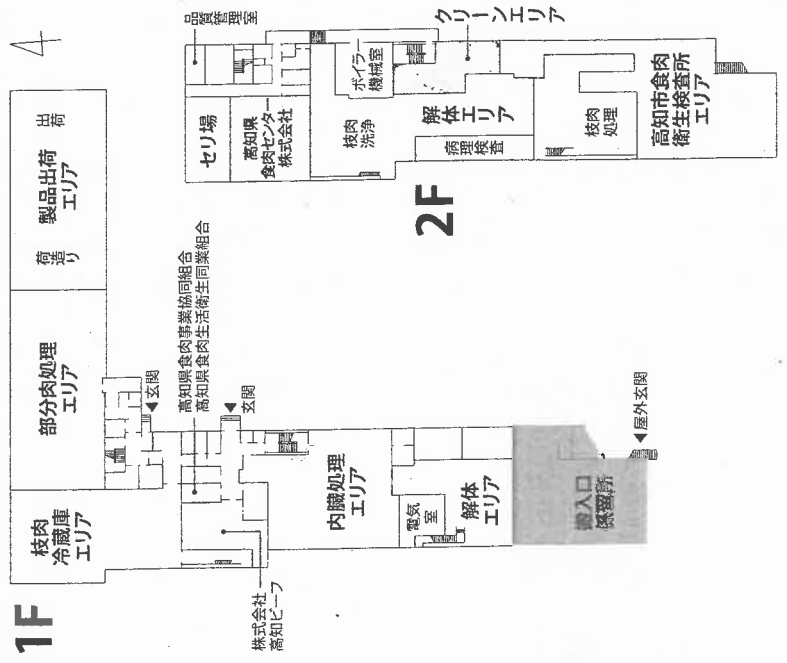 1F
枝肉
冷蔵庫
エリア
部分肉処理
エリア
荷造り
製品出荷
エリア
出荷
玄関
高知県食肉事業協同組合
高知県食肉生活衛生同業組合
玄関
株式会社
高知ビーフ
内臓処理
エリア
電気
室
解体
エリア
搬入口
係留所
屋外玄関
2F
品質管理室
セリ場
高知県
食肉センター
株式会社
ボイラー
機械室
クリーンエリア
枝肉
洗浄
解体エリア
病理検査
枝肉
処理
高知市食肉
衛生検査所
エリア